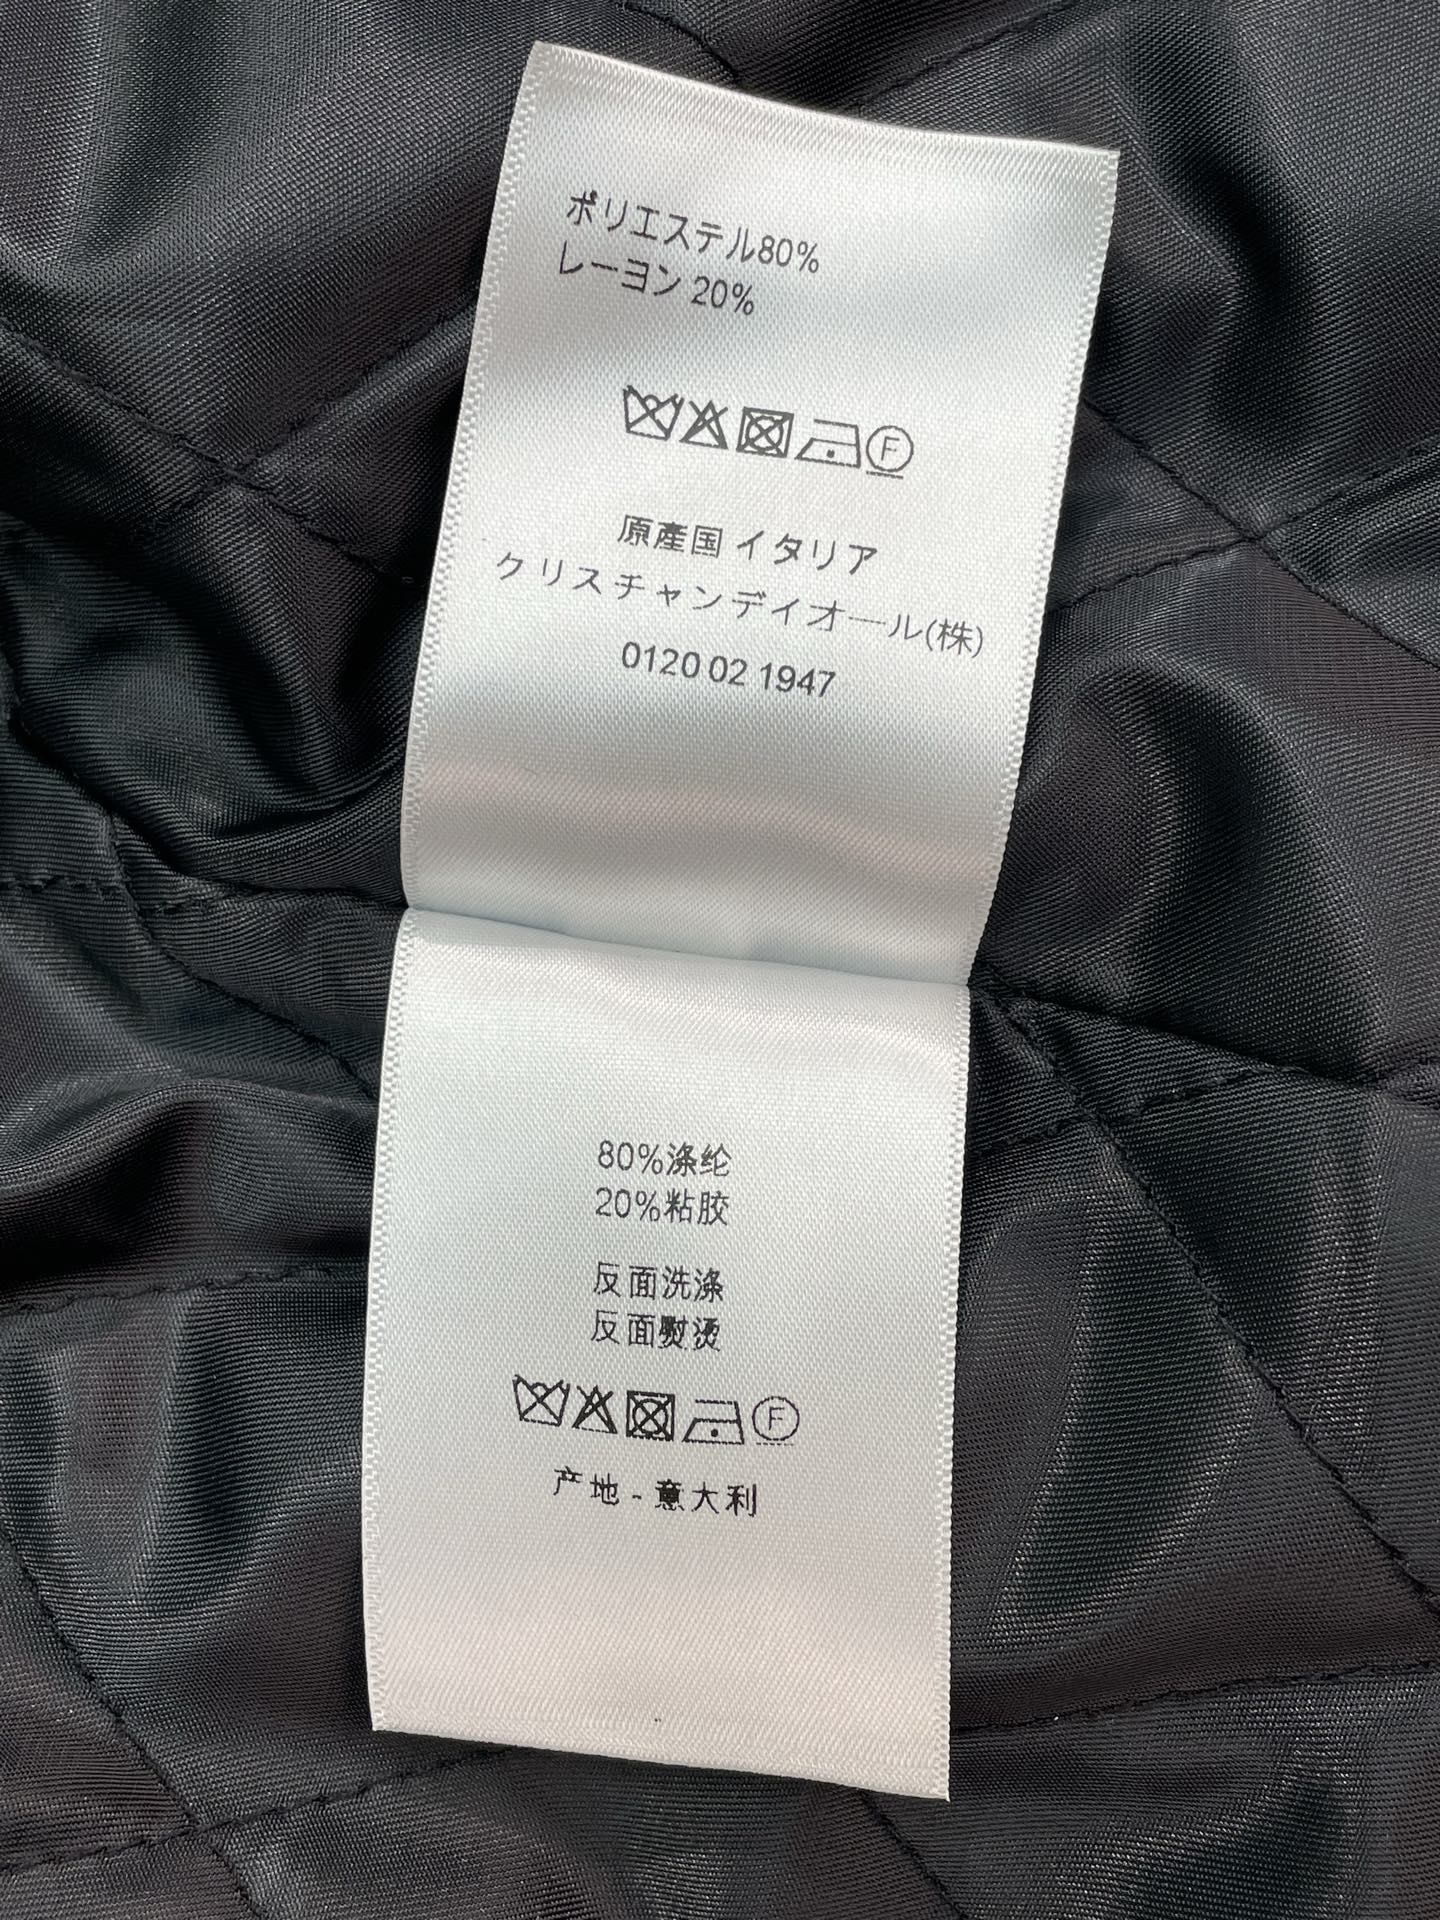 ポリエステル80%
レーヨン 20%
F
原產国 イタリア
クリスチャンディオール(株)
0120 02 1947
80%涤纶
20%粘胶
反面洗涤
反面熨烫
F
产地 - 意大利